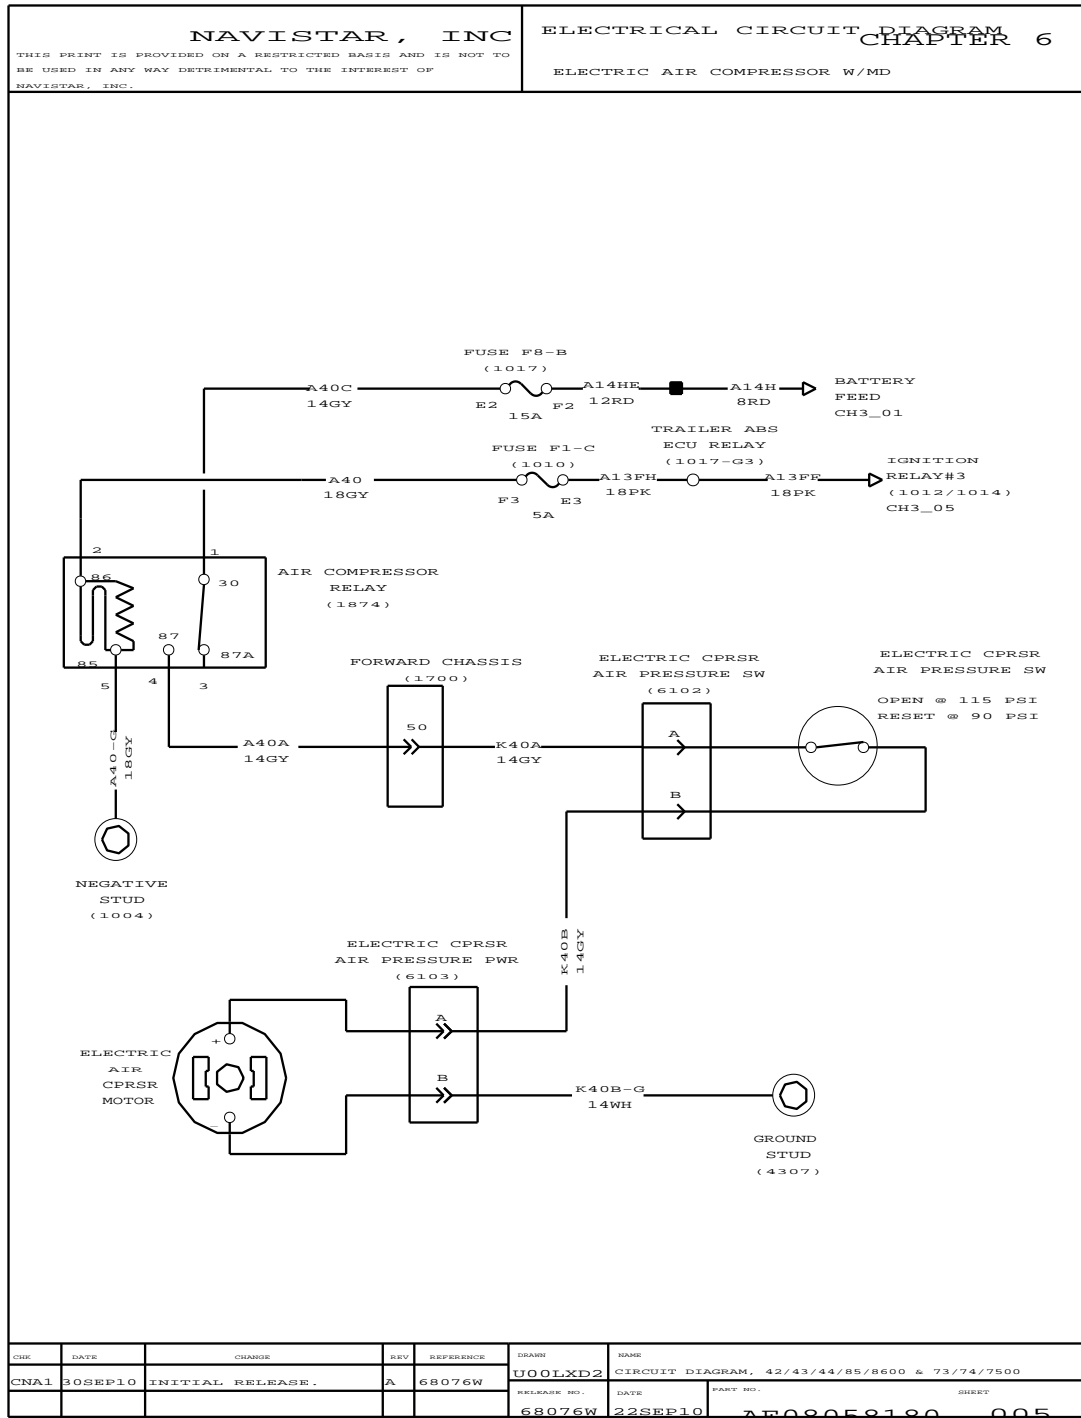 NAVISTAR, INC
THIS PRINT IS PROVIDED ON A RESTRICTED BASIS AND IS NOT TO
BE USED IN ANY WAY DETRIMENTAL TO THE INTEREST OF
NAVISTAR, INC.
ELECTRICAL CIRCUIT DIAGRAM
CHAPTER 6
ELECTRIC AIR COMPRESSOR W/MD
FUSE F8-B
(1017)
A40C
14GY
E2
F2
15A
A14HE
12RD
A14H
8RD
BATTERY
FEED
CH3_01
TRAILER ABS
ECU RELAY
(1017-G3)
FUSE F1-C
(1010)
A40
18GY
F3
E3
5A
A13FH
18PK
A13FF
18PK
IGNITION
RELAY#3
(1012/1014)
CH3_05
2
1
86
30
87
87A
85
5
4
3
AIR COMPRESSOR
RELAY
(1874)
FORWARD CHASSIS
(1700)
50
ELECTRIC CPRSR
AIR PRESSURE SW
(6102)
A
B
ELECTRIC CPRSR
AIR PRESSURE SW
OPEN @ 115 PSI
RESET @ 90 PSI
A40-G
18GY
A40A
14GY
K40A
14GY
NEGATIVE
STUD
(1004)
K40B
14GY
ELECTRIC CPRSR
AIR PRESSURE PWR
(6103)
A
B
+
-
ELECTRIC
AIR
CPRSR
MOTOR
K40B-G
14WH
GROUND
STUD
(4307)
CHK DATE CHANGE REV REFERENCE
CNA1 30SEP10 INITIAL RELEASE. A 68076W
DRAWN
U00LXD2
NAME
CIRCUIT DIAGRAM, 42/43/44/85/8600 & 73/74/7500
RELEASE NO.
68076W
DATE
22SEP10
PART NO.
SHEET
005